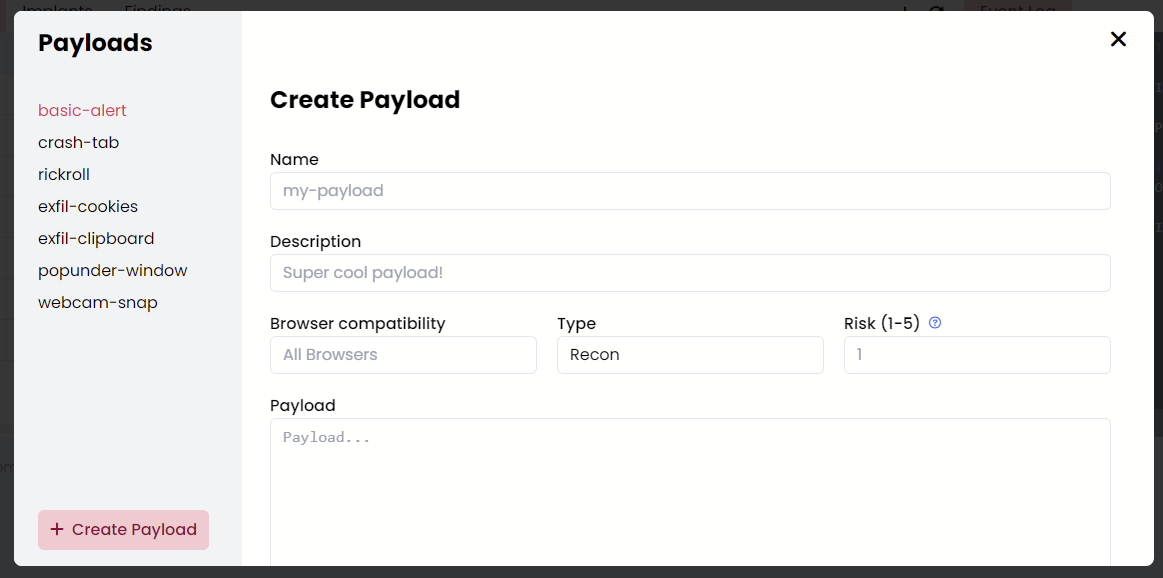 Implants Findings Event Log
Payloads
basic-alert
crash-tab
rickroll
exfil-cookies
exfil-clipboard
popunder-window
webcam-snap
+ Create Payload
Create Payload
Name
my-payload
Description
Super cool payload!
Browser compatibility Type Risk (1-5)
All Browsers Recon 1
Payload
Payload...